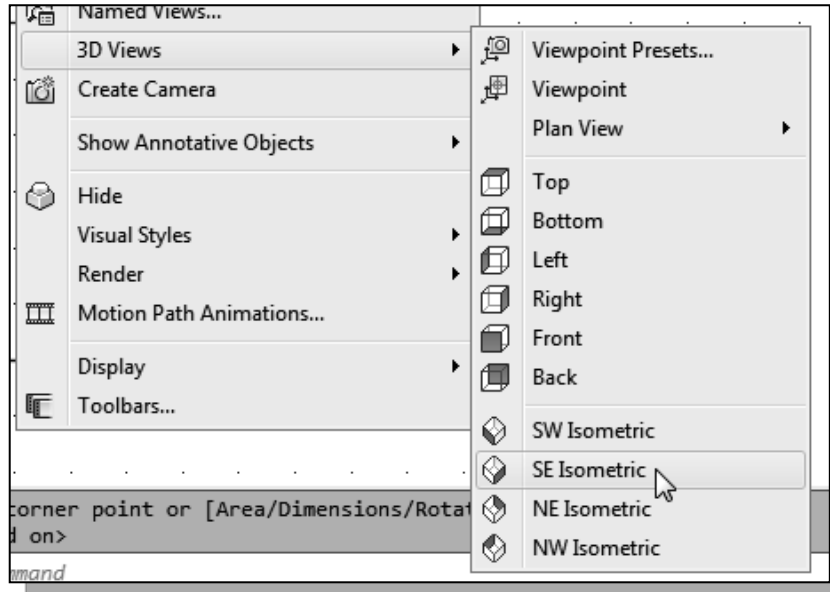 Named Views...
3D Views
Create Camera
Show Annotative Objects
Hide
Visual Styles
Render
Motion Path Animations...
Display
Toolbars...
Viewpoint Presets...
Viewpoint
Plan View
Top
Bottom
Left
Right
Front
Back
SW Isometric
SE Isometric
NE Isometric
NW Isometric
corner point or [Area/Dimensions/Rotat
d on>
mmand